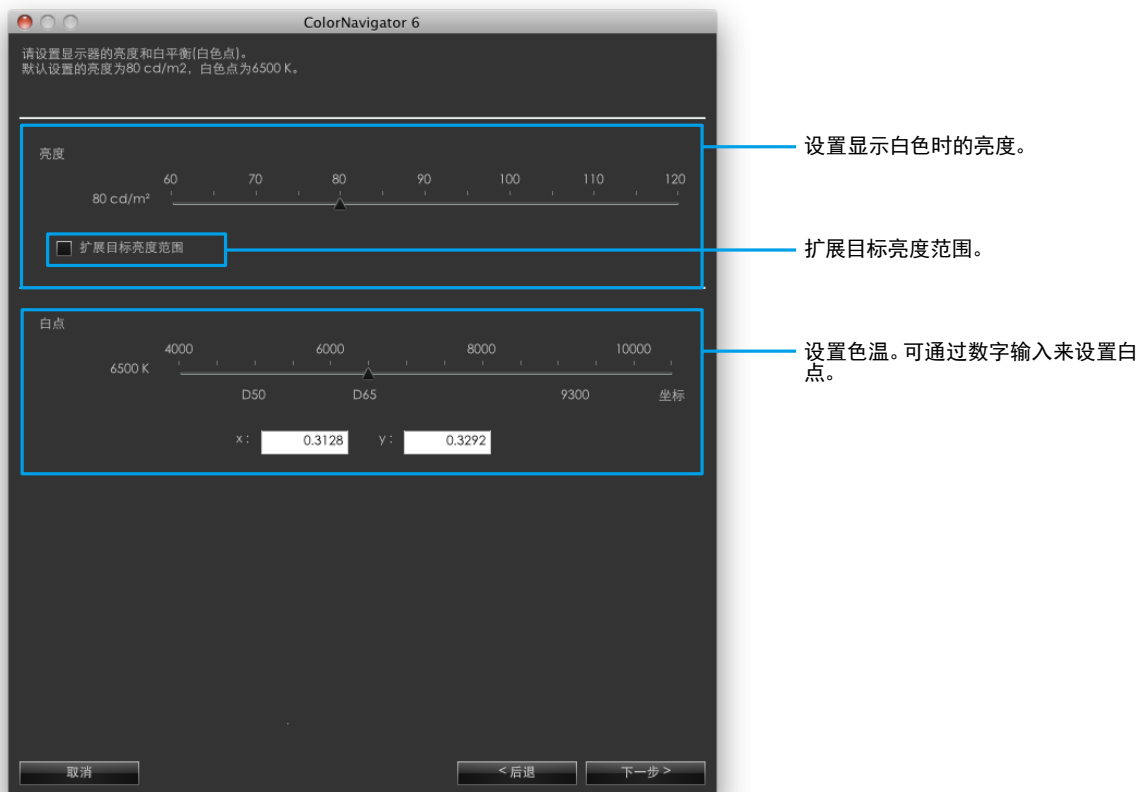 ColorNavigator 6
请设置显示器的亮度和白平衡(白色点)。
默认设置的亮度为80 cd/m2，白色点为6500 K。
亮度
60 70 80 90 100 110 120
80 cd/m²
扩展目标亮度范围
白点
4000 6000 8000 10000
6500 K
D50 D65 9300 坐标
x： 0.3128 y： 0.3292
取消 <后退 下一步>
设置显示白色时的亮度。
扩展目标亮度范围。
设置色温。可通过数字输入来设置白
点。